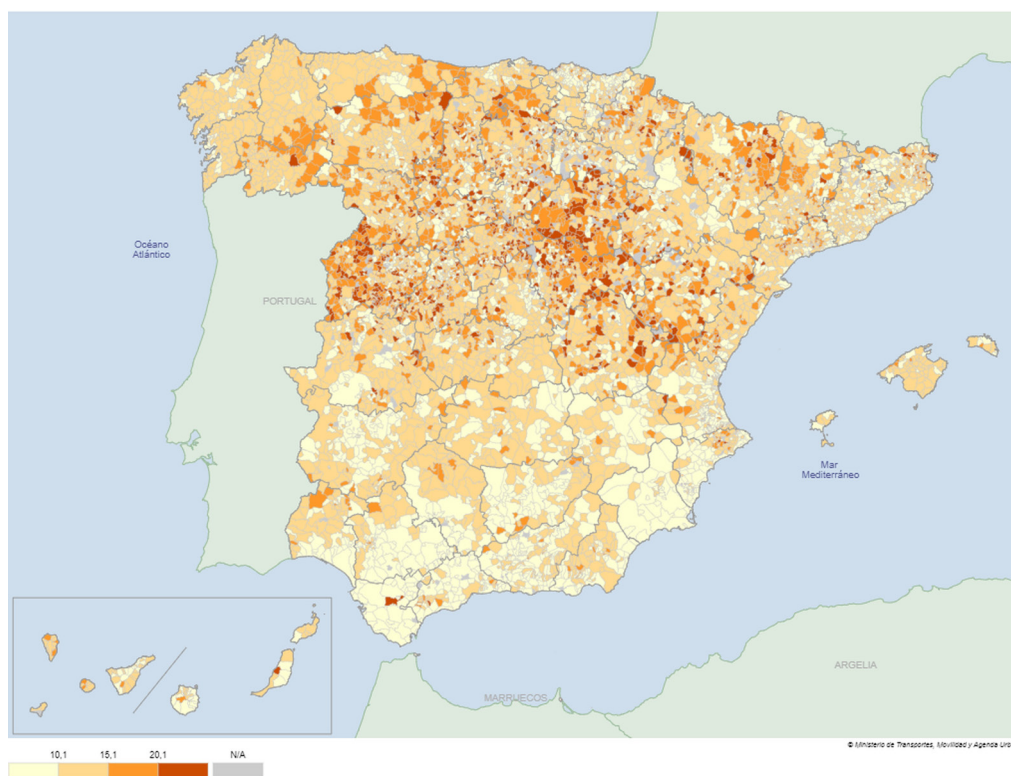 Océano
Atlántico
PORTUGAL
Mar
Mediterráneo
ARGELIA
MARRUECOS
© Ministerio de Transportes, Movilidad y Agenda Urb
10,1 15,1 20,1 N/A